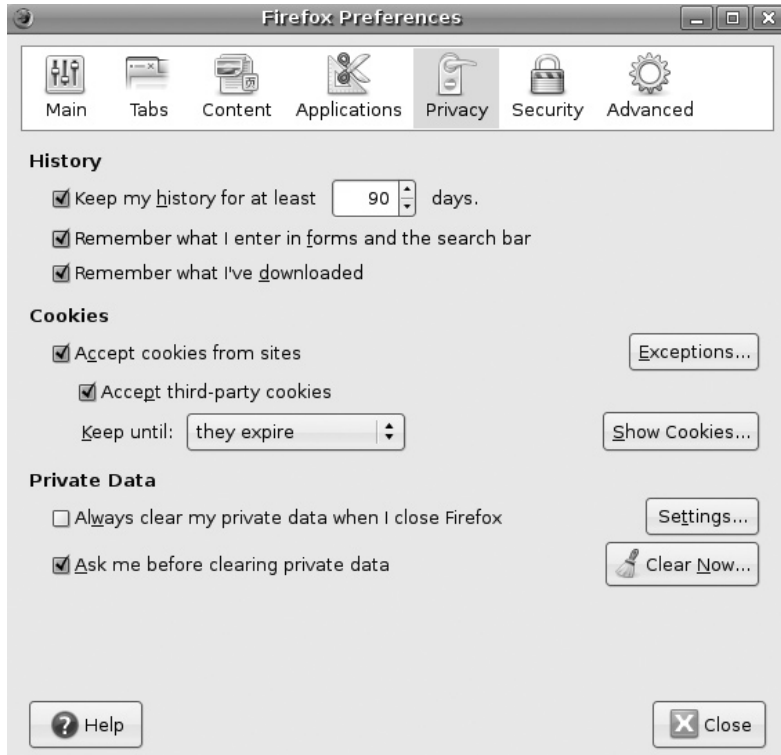 Firefox Preferences
Main Tabs Content Applications Privacy Security Advanced
History
Keep my history for at least 90 days.
Remember what I enter in forms and the search bar
Remember what I've downloaded
Cookies
Accept cookies from sites Exceptions...
Accept third-party cookies
Keep until: they expire Show Cookies...
Private Data
Always clear my private data when I close Firefox Settings...
Ask me before clearing private data Clear Now...
Help Close